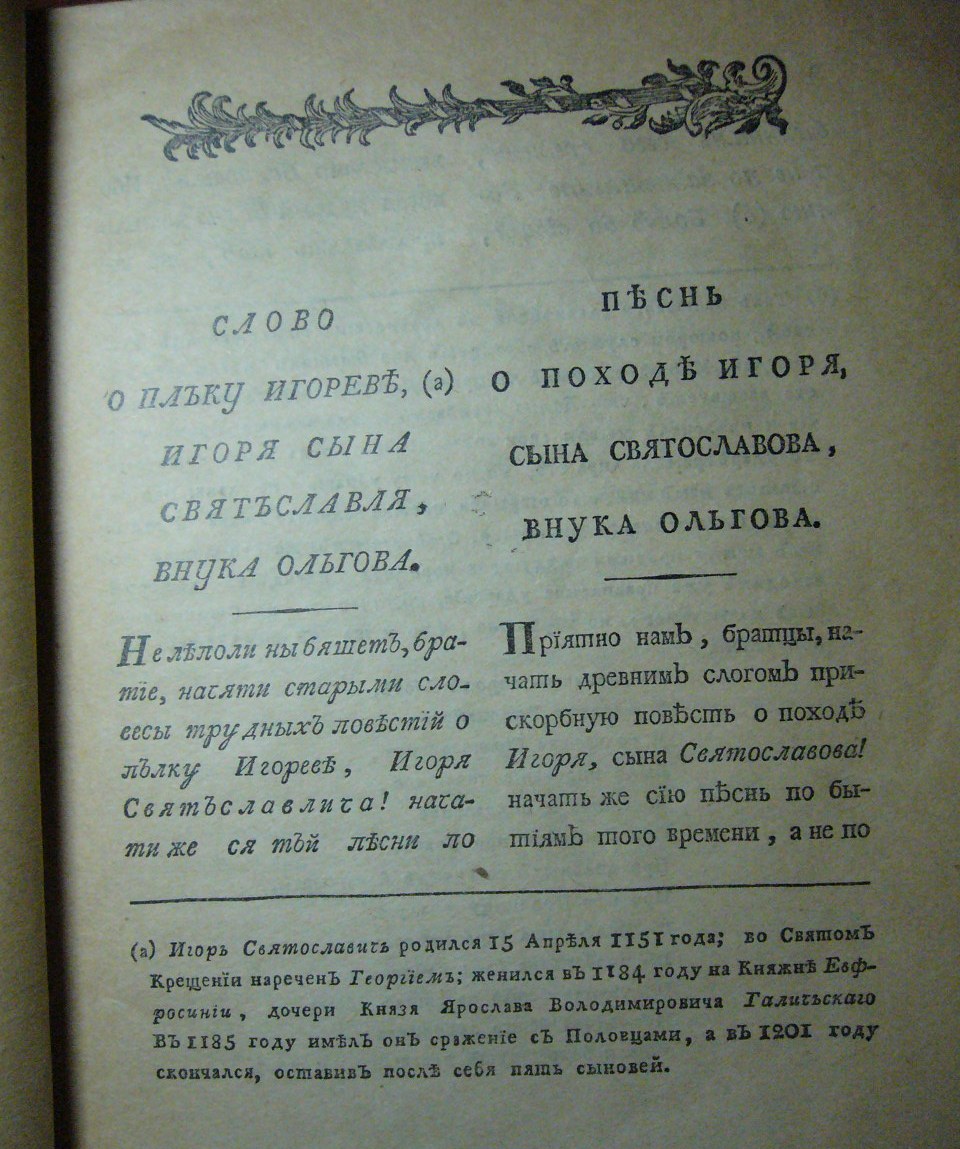 СЛОВО
О ПЛЪКУ ИГОРЕВѢ, (а)
ИГОРЯ СЫНА
СВЯТЪСЛАВЛЯ,
ВНУКА ОЛЬГОВА.
Не лѣполи ны бяшетъ, бра-
тіе, начяти старыми сло-
весы трудныхъ повѣстій о
пълку Игоревѣ, Игоря
Святъславлича! нача-
ти же ся тъй пѣсни по
ПѢСНЬ
О ПОХОДѢ ИГОРЯ,
СЫНА СВЯТОСЛАВОВА,
ВНУКА ОЛЬГОВА.
Пріятно намъ, братцы, на-
чать древнимъ слогомъ при-
скорбную повѣсть о походѣ
Игоря, сына Святославова!
начать же сію пѣснь по бы-
тіямъ того времени, а не по
(а) Игорь Святославичь родился 15 Апрѣля 1151 года; во Святомъ
Крещеніи нареченъ Георгіемъ; женился въ 1184 году на Княжнѣ Евф-
росиніи, дочери Князя Ярослава Володимировича Галичьскаго
Въ 1185 году имѣлъ онъ сраженіе съ Половцами, а въ 1201 году
скончался, оставивъ послѣ себя пять сыновей.